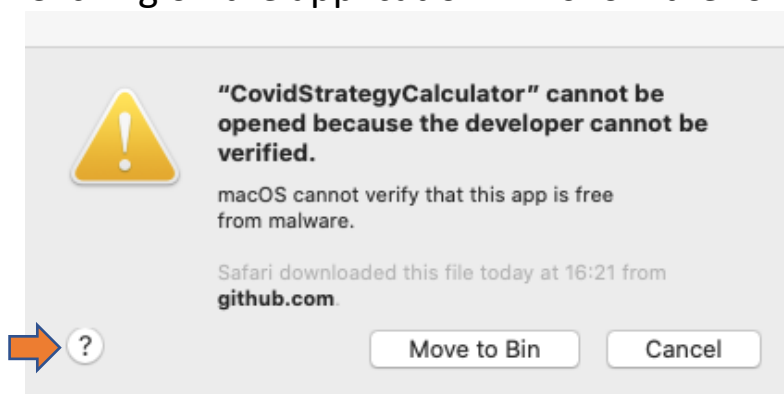 "CovidStrategyCalculator" cannot be
opened because the developer cannot be
verified.
macOS cannot verify that this app is free
from malware.
Safari downloaded this file today at 16:21 from
github.com.
?
Move to Bin
Cancel